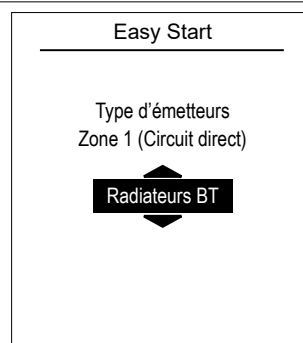 Easy Start
Type d'émetteurs
Zone 1 (Circuit direct)
Radiateurs BT